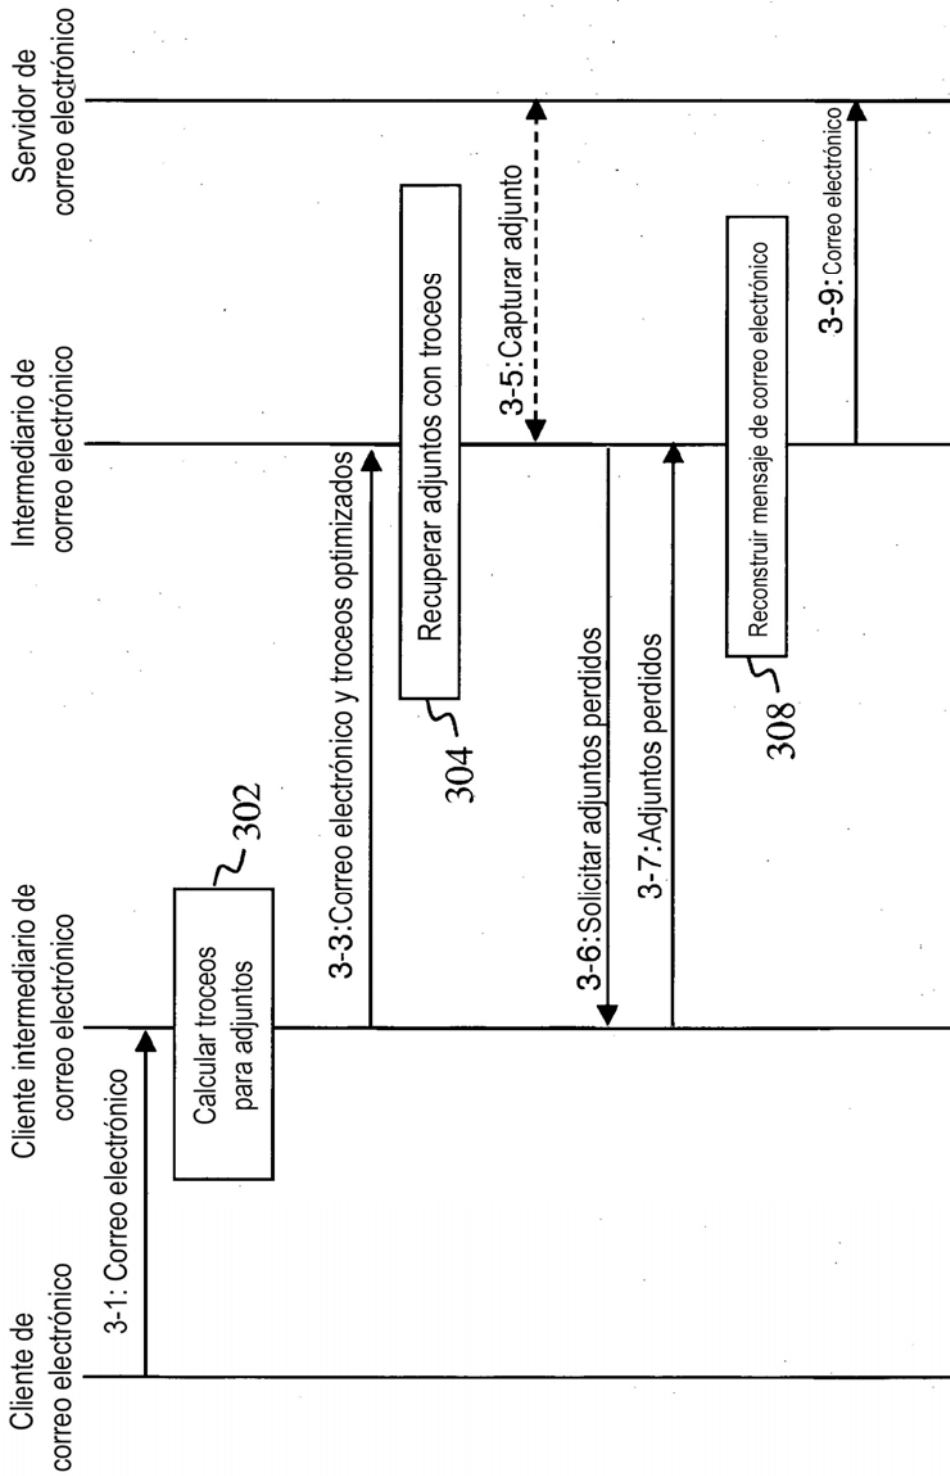 Cliente de
correo electrónico
Cliente intermediario de
correo electrónico
Intermediario de
correo electrónico
Servidor de
correo electrónico
3-1: Correo electrónico
Calcular troceos
para adjuntos
302
3-3:Correo electrónico y troceos optimizados
Recuperar adjuntos con troceos
304
3-5:Capturar adjunto
3-6:Solicitar adjuntos perdidos
3-7:Adjuntos perdidos
Reconstruir mensaje de correo electrónico
308
3-9:Correo electrónico